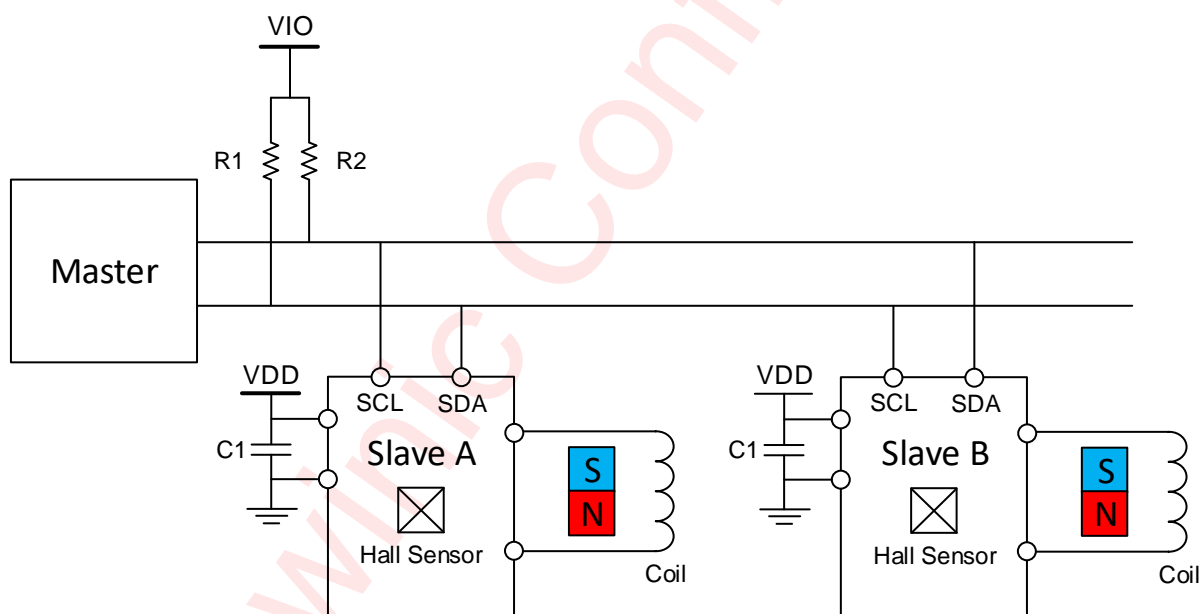 VIO
R1
R2
Master
VDD
SCL
SDA
C1
Slave A
S
N
Hall Sensor
Coil
VDD
SCL
SDA
C1
Slave B
S
N
Hall Sensor
Coil